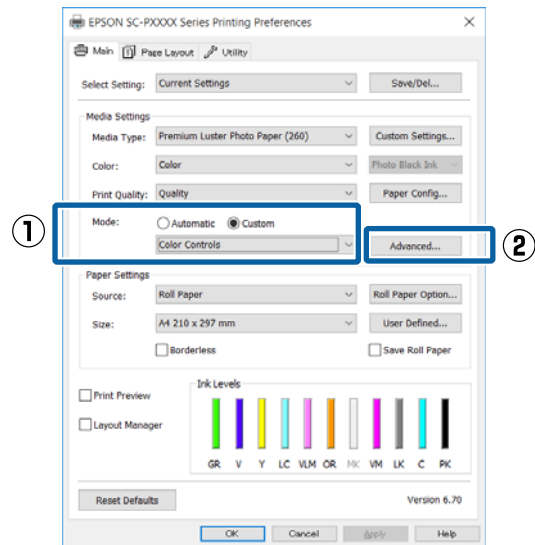 EPSON SC-PXXXX Series Printing Preferences
Main Page Layout Utility
Select Setting: Current Settings Save/Del...
Media Settings
Media Type: Premium Luster Photo Paper (260) Custom Settings...
Color: Color Photo Black Ink
Print Quality: Quality Paper Config...
① Mode: Automatic Custom
Color Controls Advanced... ②
Paper Settings
Source: Roll Paper Roll Paper Option...
Size: A4 210 x 297 mm User Defined...
Borderless Save Roll Paper
Ink Levels
Print Preview
Layout Manager
GR V Y LC VLM OR MK VM LK C PK
Reset Defaults Version 6.70
OK Cancel Apply Help